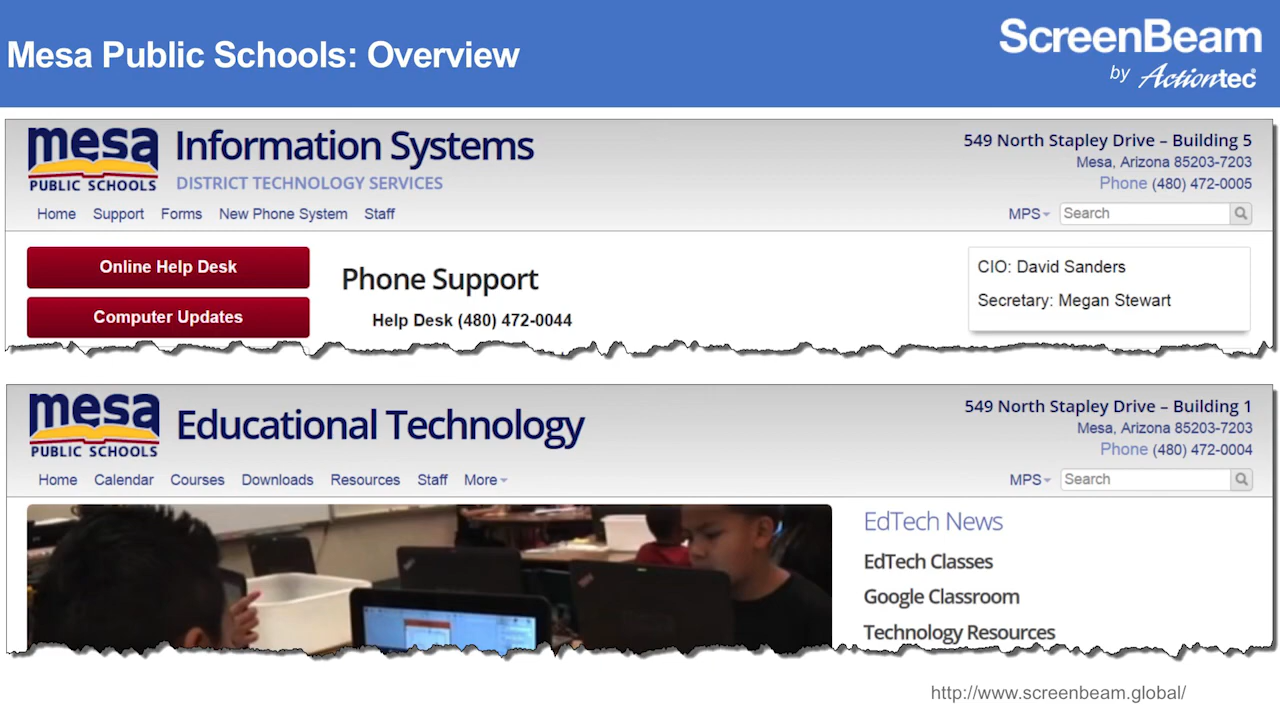 Mesa Public Schools: Overview
ScreenBeam
by Actiontec®
mesa
PUBLIC SCHOOLS
Information Systems
DISTRICT TECHNOLOGY SERVICES
549 North Stapley Drive – Building 5
Mesa, Arizona 85203-7203
Phone (480) 472-0005
Home Support Forms New Phone System Staff
MPS Search
Online Help Desk
Computer Updates
Phone Support
Help Desk (480) 472-0044
CIO: David Sanders
Secretary: Megan Stewart
mesa
PUBLIC SCHOOLS
Educational Technology
549 North Stapley Drive – Building 1
Mesa, Arizona 85203-7203
Phone (480) 472-0004
Home Calendar Courses Downloads Resources Staff More
MPS Search
EdTech News
EdTech Classes
Google Classroom
Technology Resources
http://www.screenbeam.global/